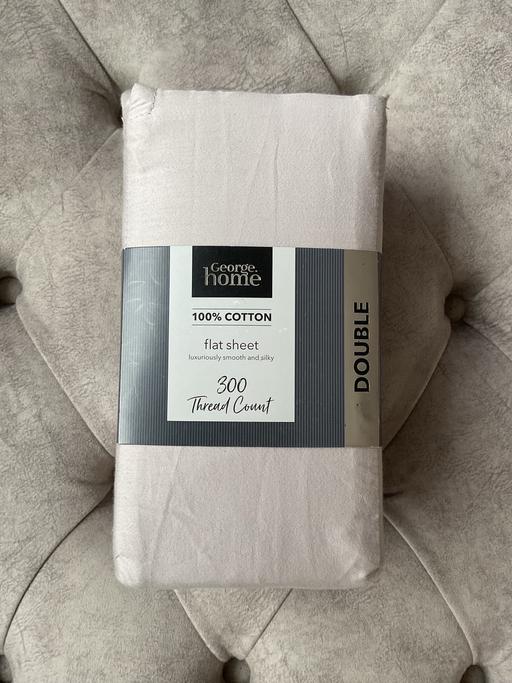 George.
home
100% COTTON
flat sheet
luxuriously smooth and silky
300
Thread Count
DOUBLE